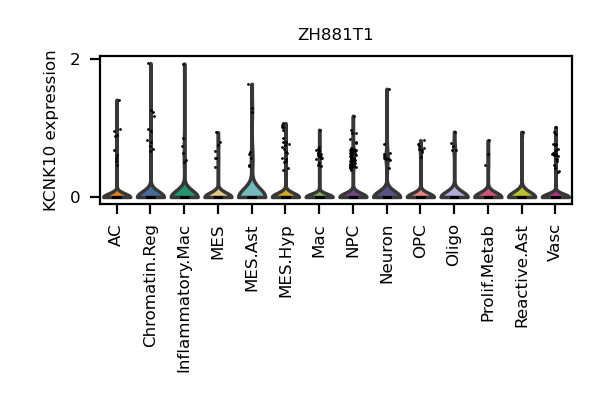 ZH881T1
KCNK10 expression
2
0
AC
Chromatin.Reg
Inflammatory.Mac
MES
MES.Ast
MES.Hyp
Mac
NPC
Neuron
OPC
Oligo
Prolif.Metab
Reactive.Ast
Vasc